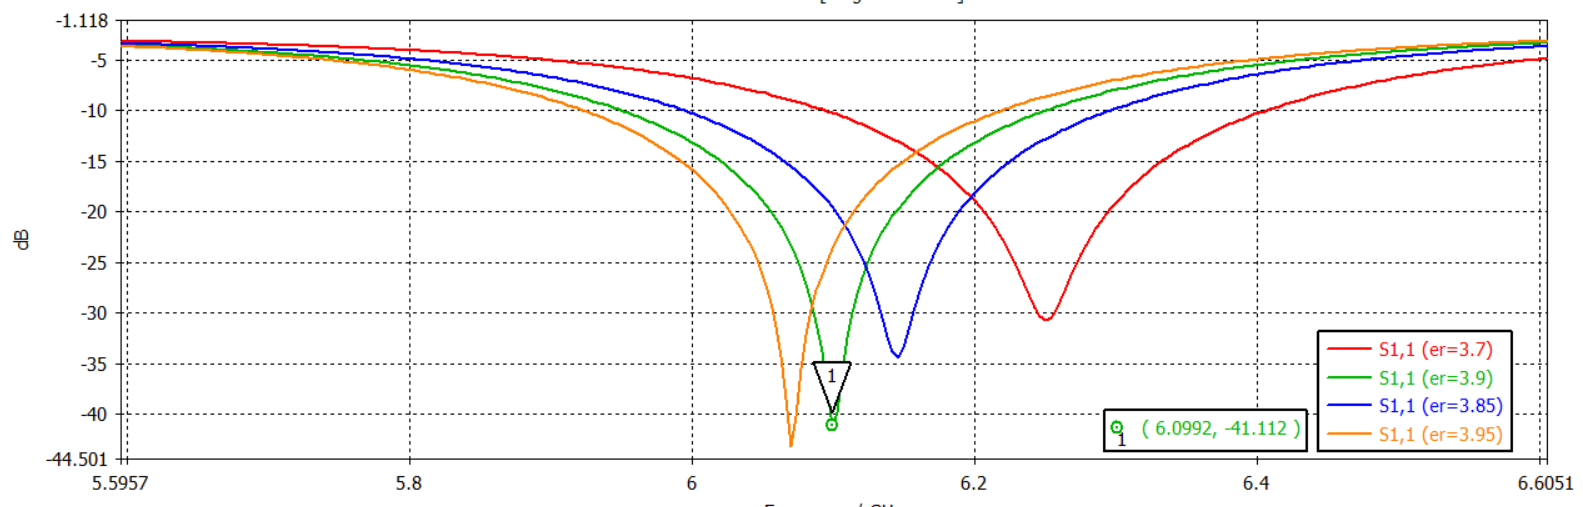 -1.118
-5
-10
-15
-20
-25
-30
-35
-40
-44.501
dB
5.5957
5.8
6
6.2
6.4
6.6051
1
1 ( 6.0992, -41.112 )
S1,1 (er=3.7)
S1,1 (er=3.9)
S1,1 (er=3.85)
S1,1 (er=3.95)